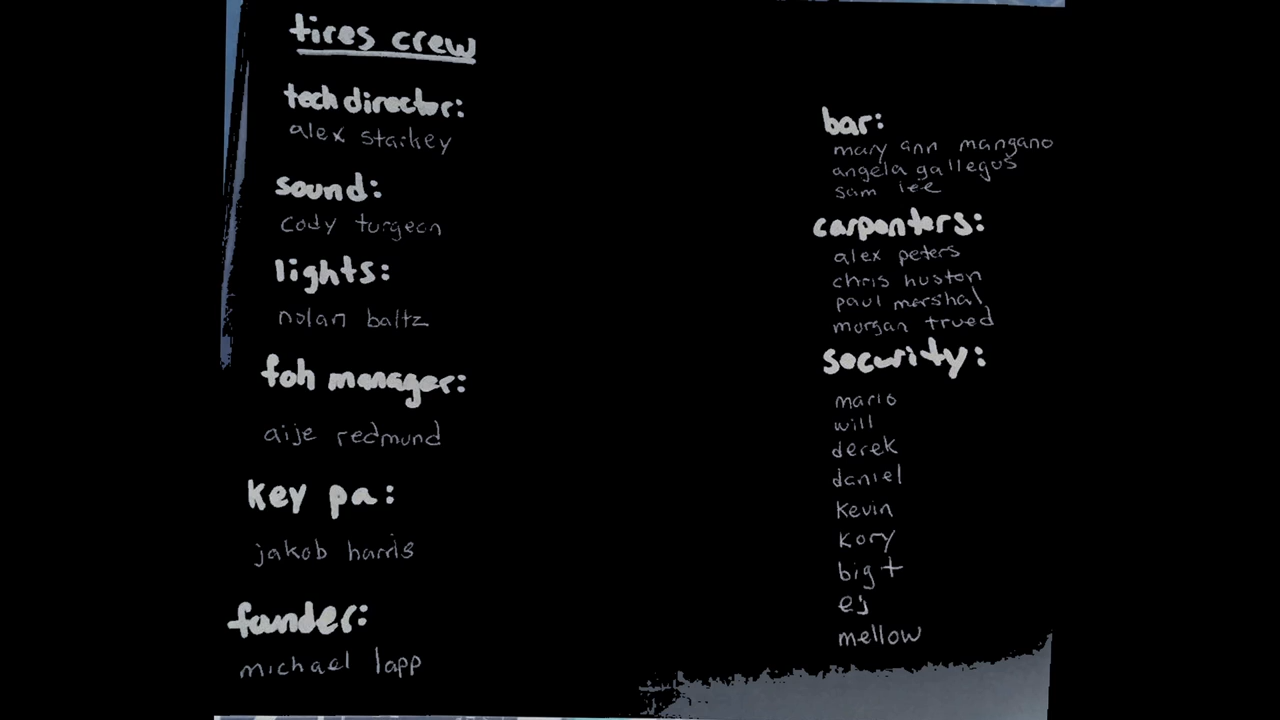 tires crew
tech director:
alex starkey
sound:
cody turgeon
lights:
nolan baltz
foh manager:
aije redmund
key pa:
jakob harris
founder:
michael lapp
bar:
mary ann mangano
angela gallegos
sam lee
carpenters:
alex peters
chris huston
paul marshal
morgan trued
security:
mario
will
derek
daniel
kevin
kory
big t
ej
mellow